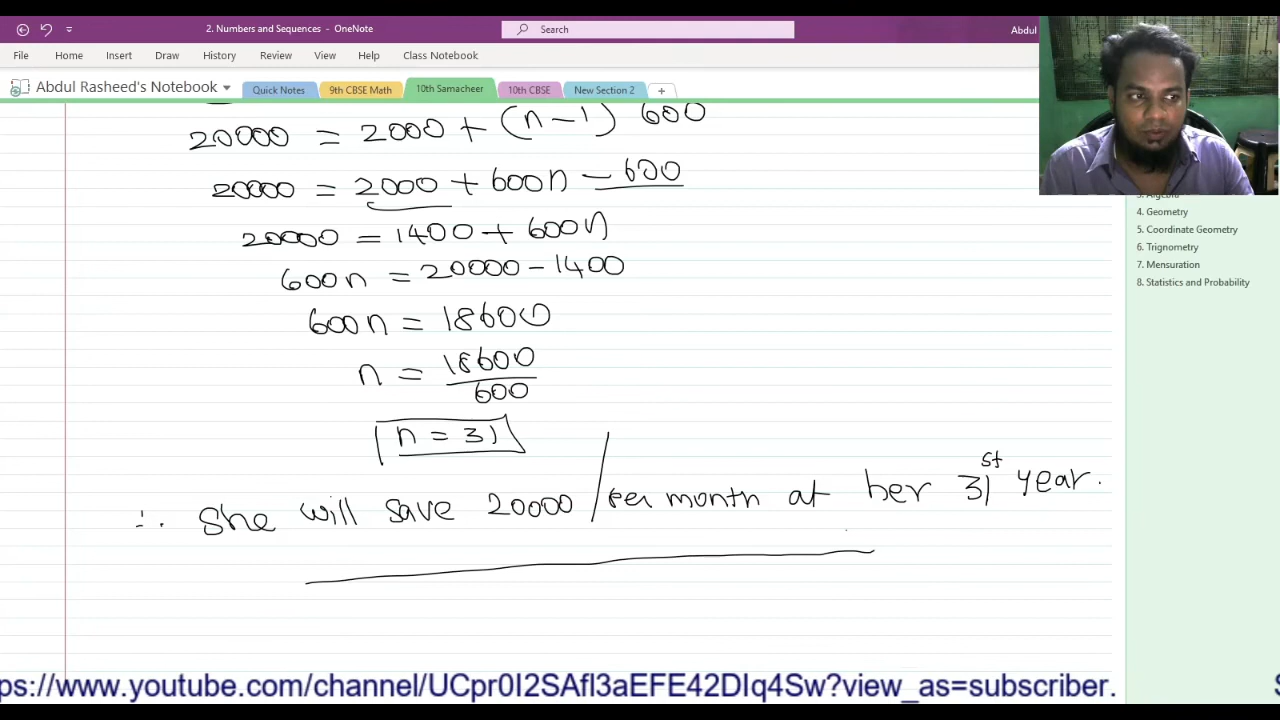 2. Numbers and Sequences - OneNote
Search
Abdul
File Home Insert Draw History Review View Help Class Notebook
Abdul Rasheed's Notebook
Quick Notes
9th CBSE Math
10th Samacheer
10th CBSE
New Section 2
20000 = 2000 + (n - 1) 600
20000 = 2000 + 600n - 600
20000 = 1400 + 600n
600n = 20000 - 1400
600n = 18600
n = 18600
600
n = 31
∴ She will save 20000 / per month at her 31st year.
3. Algebra
4. Geometry
5. Coordinate Geometry
6. Trignometry
7. Mensuration
8. Statistics and Probability
ps://www.youtube.com/channel/UCpr0I2SAfl3aEFE42DIq4Sw?view_as=subscriber.